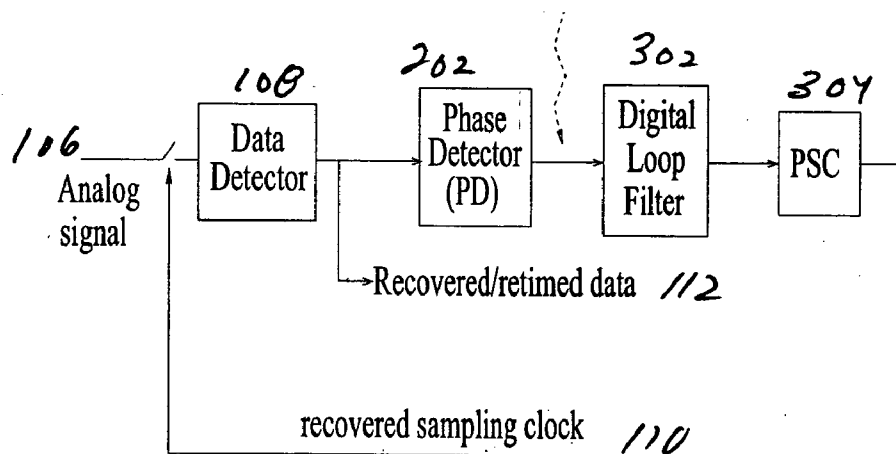 108
202
302
304
106
Analog
signal
Data
Detector
Phase
Detector
(PD)
Digital
Loop
Filter
PSC
Recovered/retimed data 112
recovered sampling clock 110